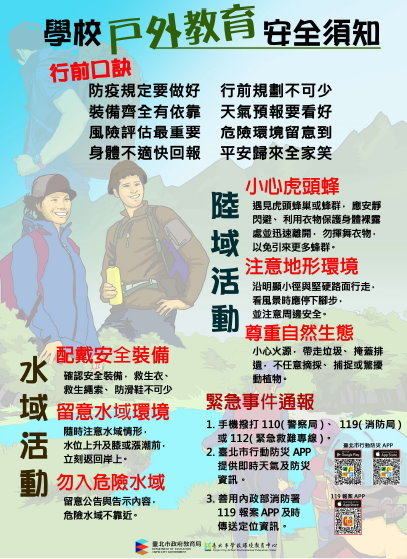 學校戶外教育安全須知
行前口訣
防疫規定要做好 行前規劃不可少
裝備齊全有依靠 天氣預報要看好
風險評估最重要 危險環境留意到
身體不適快回報 平安歸來全家笑
陸域活動
小心虎頭蜂
遇見虎頭蜂巢或蜂群，應安靜
閃避、利用衣物保護身體裸露
處並迅速離開，勿揮舞衣物，
以免引來更多蜂群。
注意地形環境
沿明顯小徑與堅硬路面行走，
看風景時應停下腳步，
並注意周邊安全。
尊重自然生態
小心火源，帶走垃圾、掩蓋排
遺，不任意摘採、捕捉或驚擾
動植物。
水域活動
配戴安全裝備
確認安全裝備，救生衣、
救生繩索、防滑鞋不可少
留意水域環境
隨時注意水域情形，
水位上升及膝或漲潮前，
立刻返回岸上。
勿入危險水域
留意公告與告示內容，
危險水域不靠近。
緊急事件通報
1. 手機撥打 110(警察局)、119(消防局)
或 112(緊急救難專線)。
2. 臺北市行動防災 APP
提供即時天氣及防災
資訊。
3. 善用內政部消防署
119 報案 APP 及時
傳送定位資訊。
臺北市行動防災 APP
Google Play
App Store
119 報案 APP
臺北市政府教育局